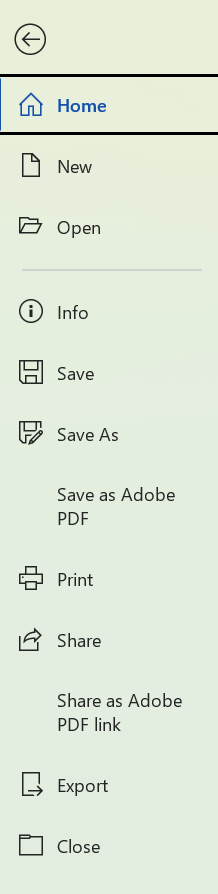 Home
New
Open
Info
Save
Save As
Save as Adobe
PDF
Print
Share
Share as Adobe
PDF link
Export
Close